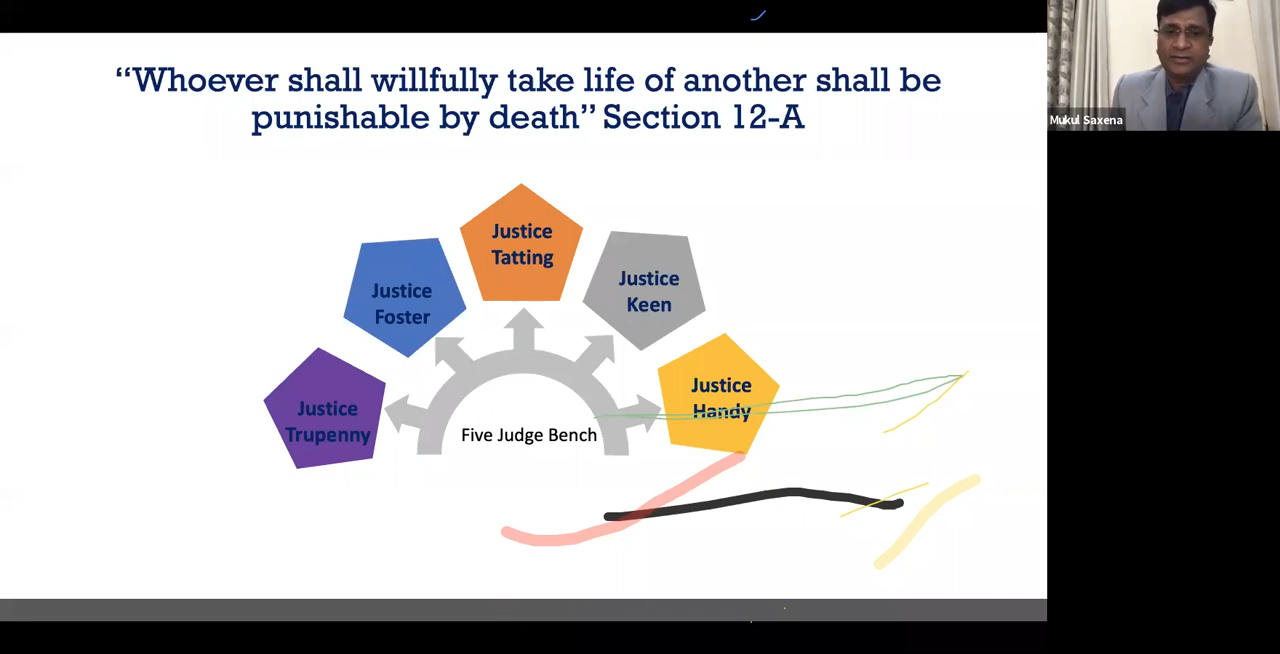 “Whoever shall willfully take life of another shall be
punishable by death” Section 12-A
Mukul Saxena
Justice
Tatting
Justice
Foster
Justice
Keen
Justice
Handy
Justice
Trupenny
Five Judge Bench